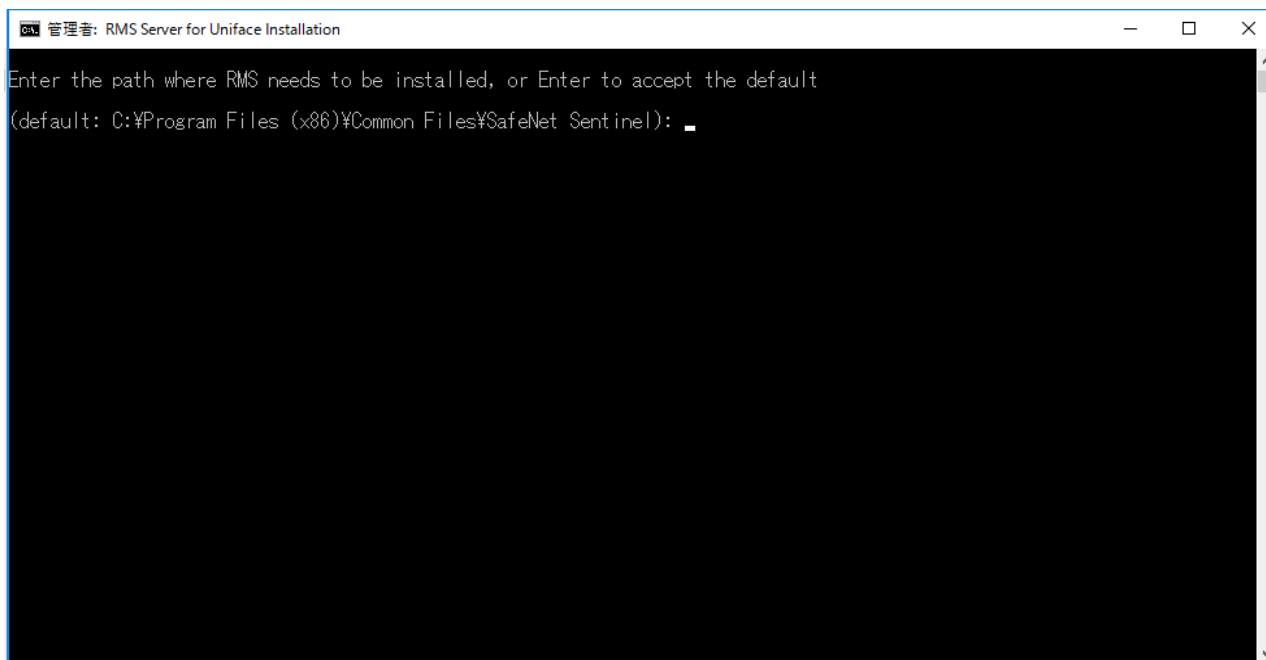 管理者: RMS Server for Uniface Installation
Enter the path where RMS needs to be installed, or Enter to accept the default
(default: C:¥Program Files (x86)¥Common Files¥SafeNet Sentinel):